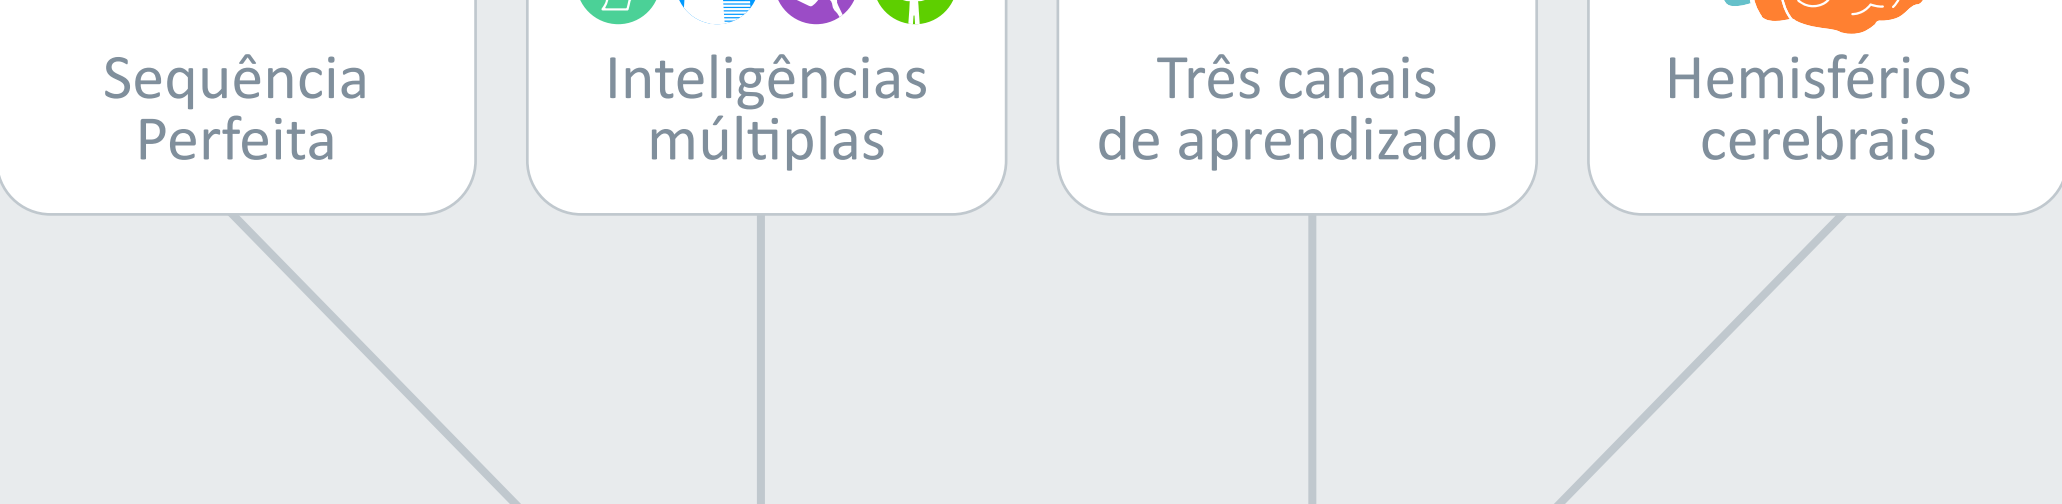 Sequência
Perfeita
Inteligências
múltiplas
Três canais
de aprendizado
Hemisférios
cerebrais